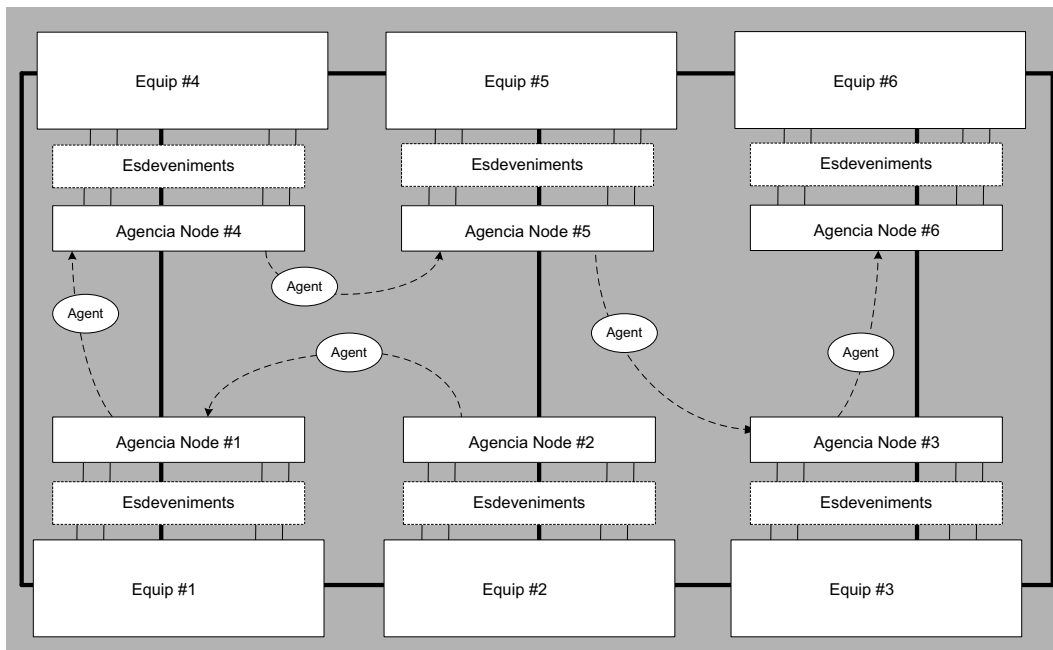 Equip #4
Equip #5
Equip #6
Esdeveniments
Esdeveniments
Esdeveniments
Agencia Node #4
Agencia Node #5
Agencia Node #6
Agent
Agent
Agent
Agent
Agent
Agencia Node #1
Agencia Node #2
Agencia Node #3
Esdeveniments
Esdeveniments
Esdeveniments
Equip #1
Equip #2
Equip #3